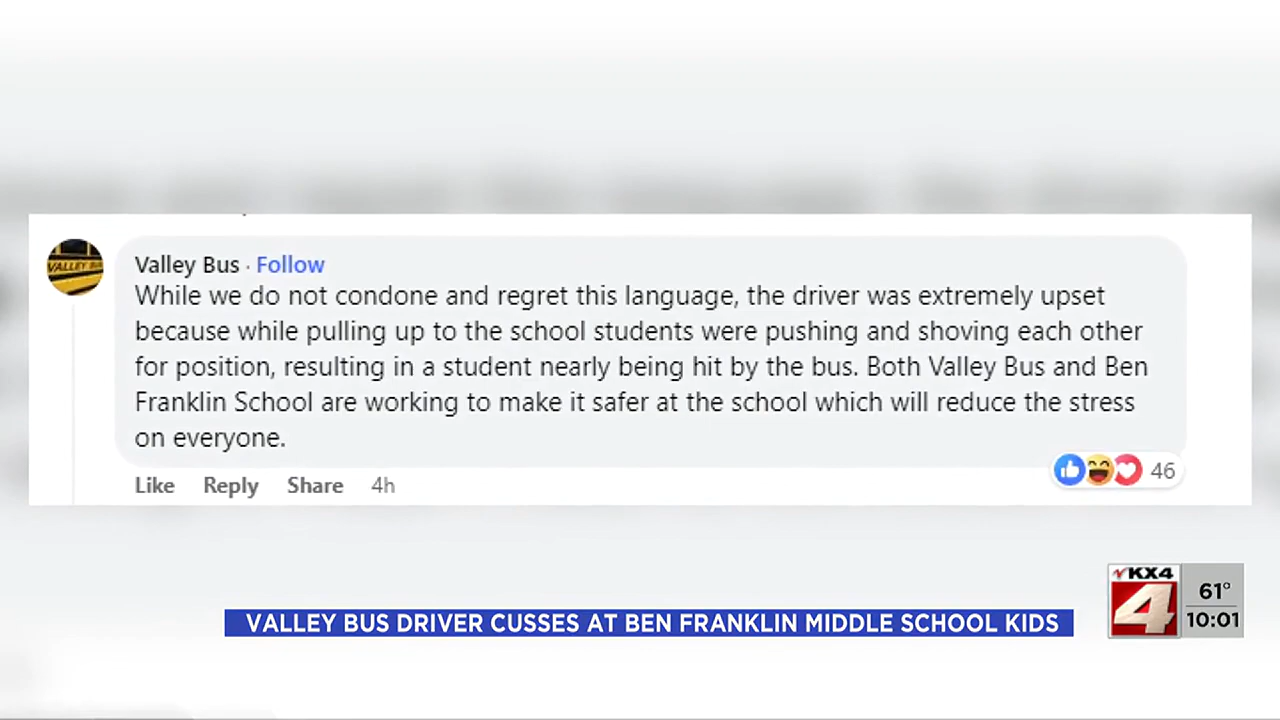 VALLEY BUS
Valley Bus · Follow
While we do not condone and regret this language, the driver was extremely upset
because while pulling up to the school students were pushing and shoving each other
for position, resulting in a student nearly being hit by the bus. Both Valley Bus and Ben
Franklin School are working to make it safer at the school which will reduce the stress
on everyone.
Like Reply Share 4h
46
VALLEY BUS DRIVER CUSSES AT BEN FRANKLIN MIDDLE SCHOOL KIDS
KX4
4
61°
10:01